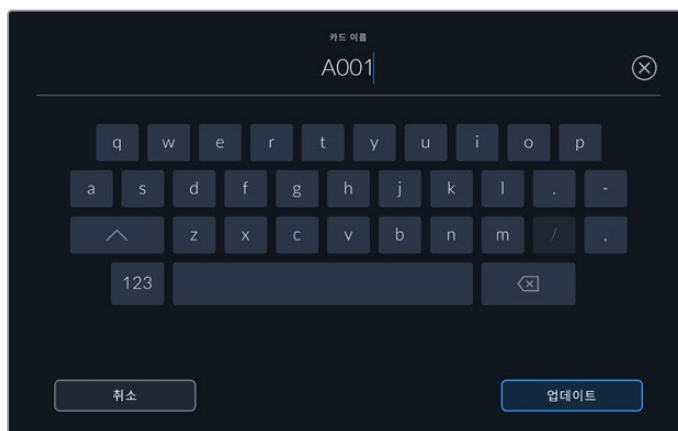 카드 이름
A001
q w e r t y u i o p
a s d f g h j k l . -
z x c v b n m / ,
123
취소 업데이트